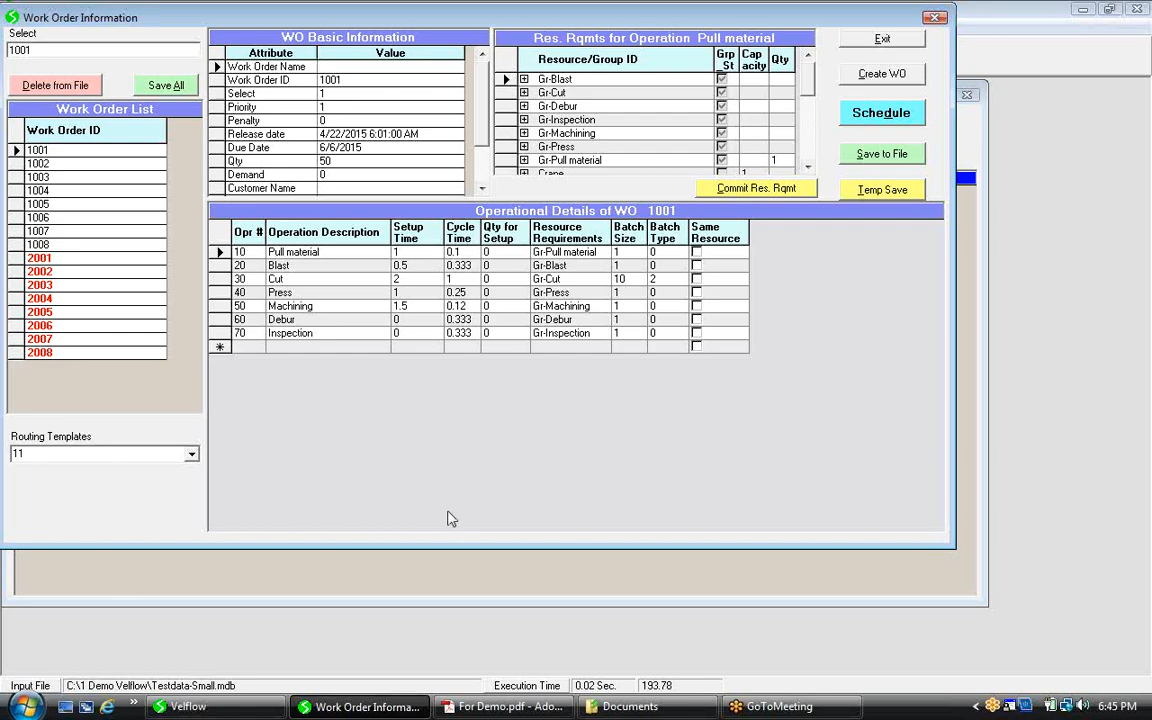 Work Order Information
Select
1001
Delete from File
Save All
Work Order List
Work Order ID
1001
1002
1003
1004
1005
1006
1007
1008
2001
2002
2003
2004
2005
2006
2007
2008
Routing Templates
11
WO Basic Information
Attribute Value
Work Order Name
Work Order ID 1001
Select 1
Priority 1
Penalty 0
Release date 4/22/2015 6:01:00 AM
Due Date 6/6/2015
Qty 50
Demand 0
Customer Name
Res. Rqmts for Operation Pull material
Resource/Group ID Grp_St Capacity Qty
Gr-Blast
Gr-Cut
Gr-Debur
Gr-Inspection
Gr-Machining
Gr-Press
Gr-Pull material 1
Crane 1
Commit Res. Rqmt
Exit
Create WO
Schedule
Save to File
Temp Save
Operational Details of WO 1001
Opr # Operation Description Setup Time Cycle Time Qty for Setup Resource Requirements Batch Size Batch Type Same Resource
10 Pull material 1 0.1 0 Gr-Pull material 1 0
20 Blast 0.5 0.333 0 Gr-Blast 1 0
30 Cut 2 1 0 Gr-Cut 10 2
40 Press 1 0.25 0 Gr-Press 1 0
50 Machining 1.5 0.12 0 Gr-Machining 1 0
60 Debur 0 0.333 0 Gr-Debur 1 0
70 Inspection 0 0.333 0 Gr-Inspection 1 0
Input File C:\1 Demo Velflow\Testdata-Small.mdb Execution Time 0.02 Sec. 193.78
Velflow Work Order Informa... For Demo.pdf - Ado... Documents GoToMeeting 6:45 PM